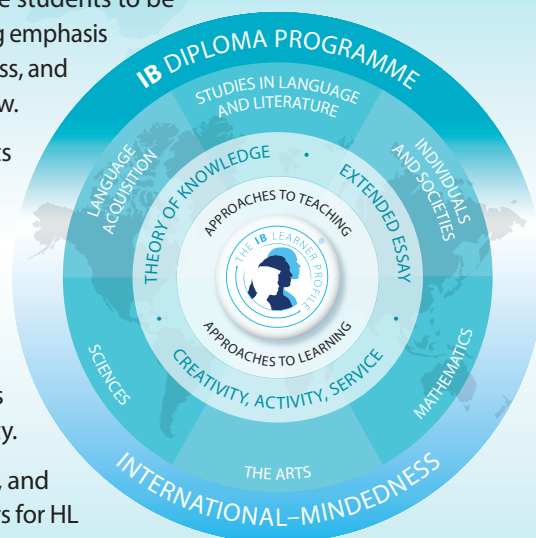 e students to be
g emphasis
ss, and
w.
ts
s
ty.
, and
s for HL
IB DIPLOMA PROGRAMME
STUDIES IN LANGUAGE
AND LITERATURE
LANGUAGE
ACQUISITION
INDIVIDUALS
AND SOCIETIES
THEORY OF KNOWLEDGE
EXTENDED ESSAY
APPROACHES TO TEACHING
THE IB LEARNER PROFILE
®
APPROACHES TO LEARNING
CREATIVITY, ACTIVITY, SERVICE
SCIENCES
MATHEMATICS
THE ARTS
INTERNATIONAL–MINDEDNESS